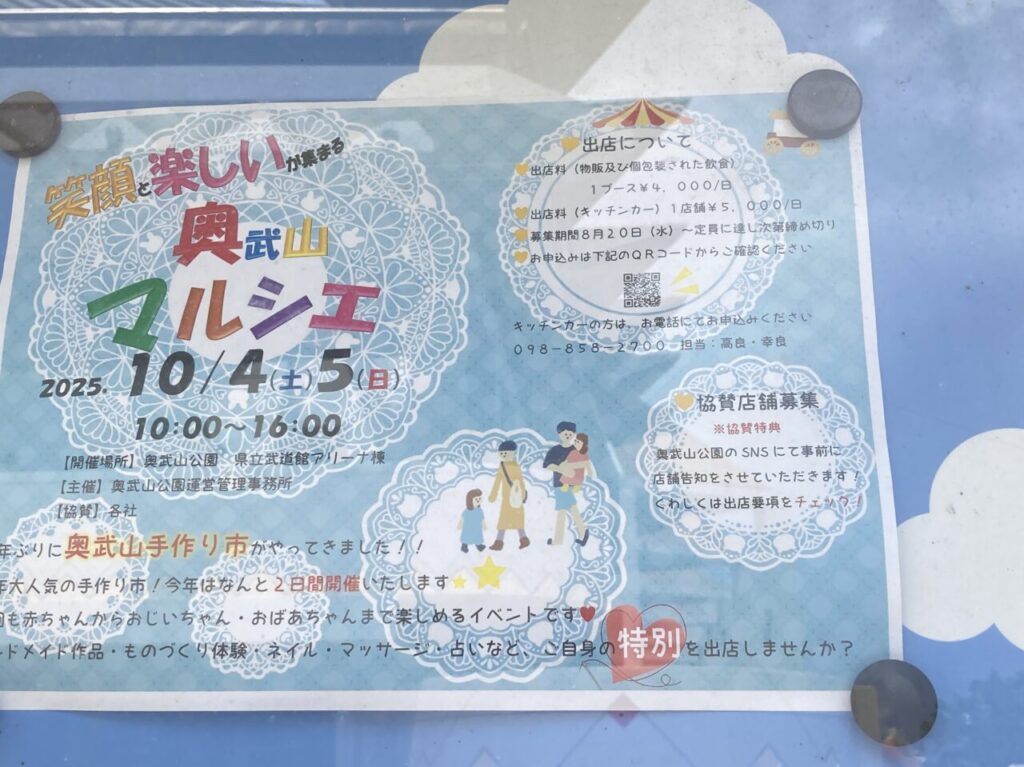 笑顔と楽しいが集まる
奥武山
マルシェ
2025. 10/4(土)5(日)
10:00～16:00
【開催場所】奥武山公園　県立武道館アリーナ棟
【主催】奥武山公園運営管理事務所
【協賛】各社
年ぶりに奥武山手作り市がやってきました！！
年大人気の手作り市！今年はなんと２日間開催いたします
も赤ちゃんからおじいちゃん・おばあちゃんまで楽しめるイベントです
ドメイド作品・ものづくり体験・ネイル・マッサージ・占いなど、ご自身の特別を出店しませんか？
出店について
出店料（物販及び個包装された飲食）
１ブース￥４，０００/日
出店料（キッチンカー）１店舗￥５，０００/日
募集期間８月２０日（水）～定員に達し次第締め切り
お申込みは下記のＱＲコードからご確認ください
キッチンカーの方は、お電話にてお申込みください
０９８－８５８－２７００　担当：高良・幸良
協賛店舗募集
※協賛特典
奥武山公園の SNS にて事前に
店舗告知をさせていただきます！
くわしくは出店要項をチェック！